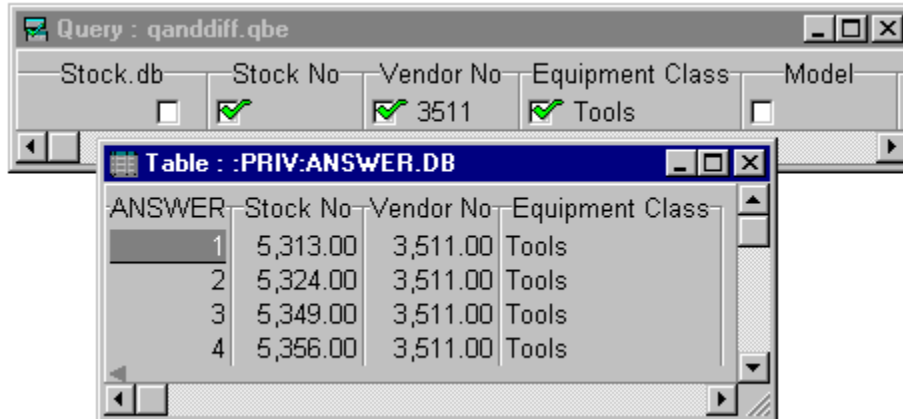 Query : qanddiff.qbe
Stock.db Stock No Vendor No Equipment Class Model
3511 Tools
Table : :PRIV:ANSWER.DB
ANSWER Stock No Vendor No Equipment Class
1 5,313.00 3,511.00 Tools
2 5,324.00 3,511.00 Tools
3 5,349.00 3,511.00 Tools
4 5,356.00 3,511.00 Tools